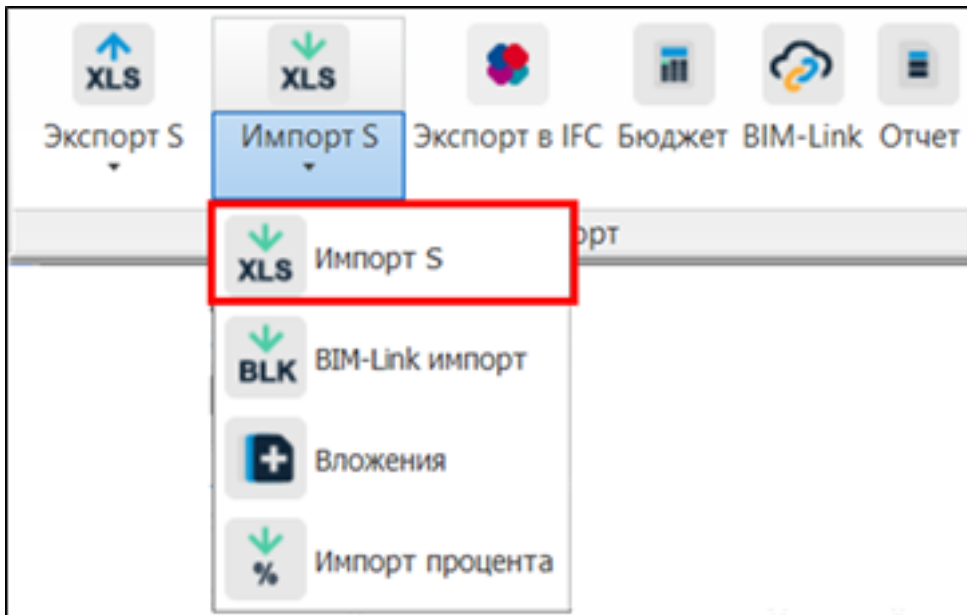 XLS XLS
Экспорт S Импорт S Экспорт в IFC Бюджет BIM-Link Отчет
орт
XLS Импорт S
BLK BIM-Link импорт
Вложения
% Импорт процента